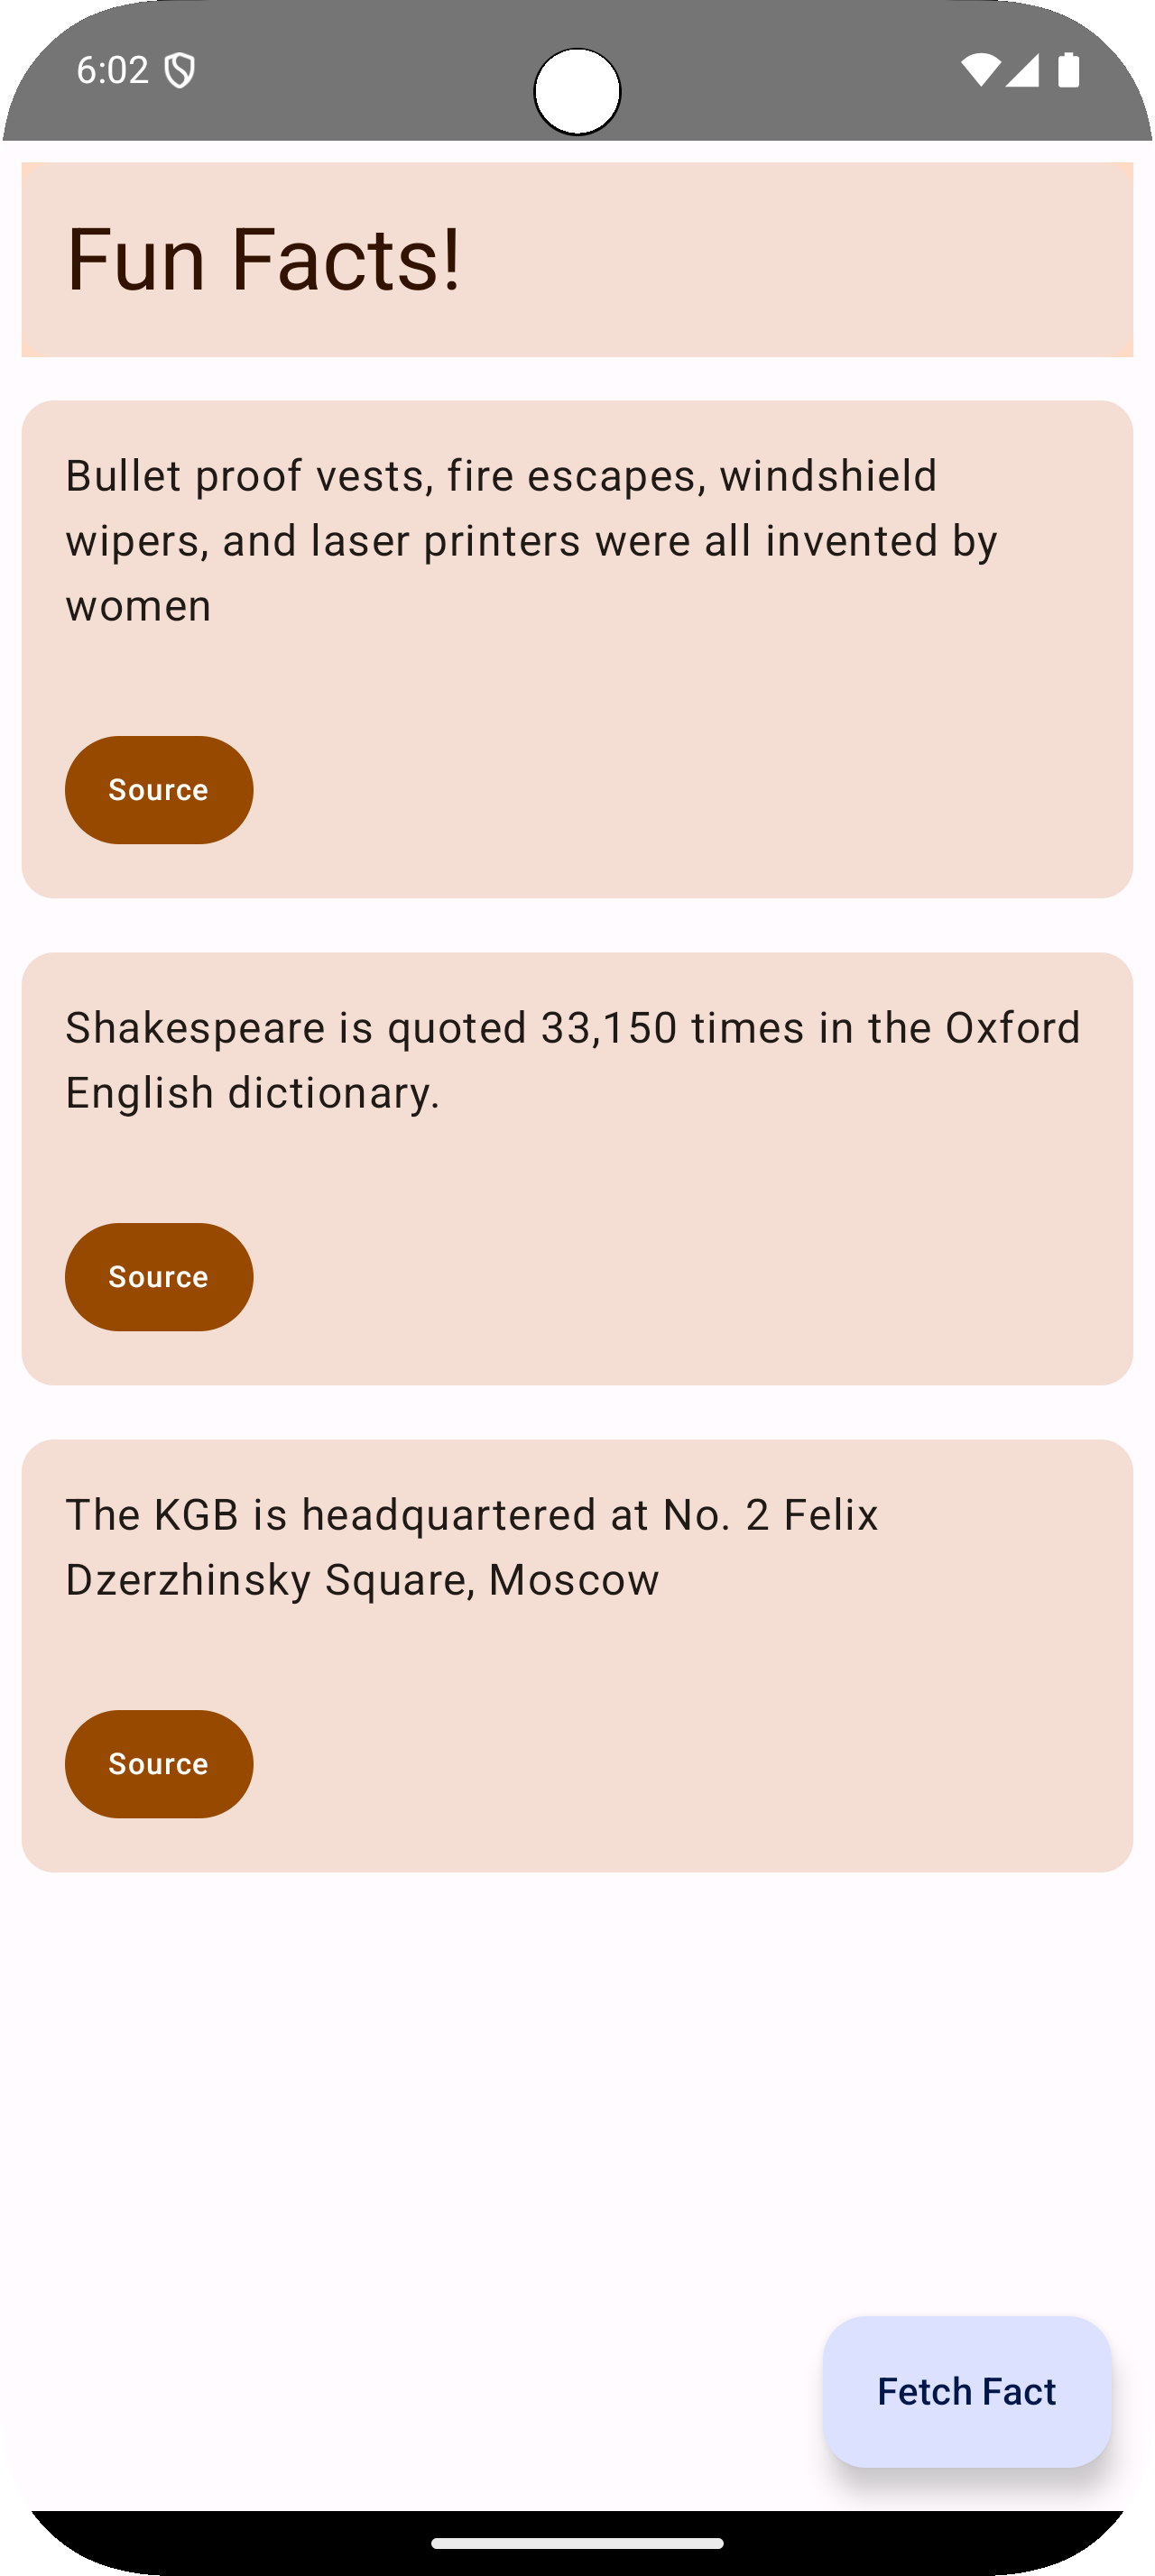 6:02
Fun Facts!
Bullet proof vests, fire escapes, windshield
wipers, and laser printers were all invented by
women
Source
Shakespeare is quoted 33,150 times in the Oxford
English dictionary.
Source
The KGB is headquartered at No. 2 Felix
Dzerzhinsky Square, Moscow
Source
Fetch Fact